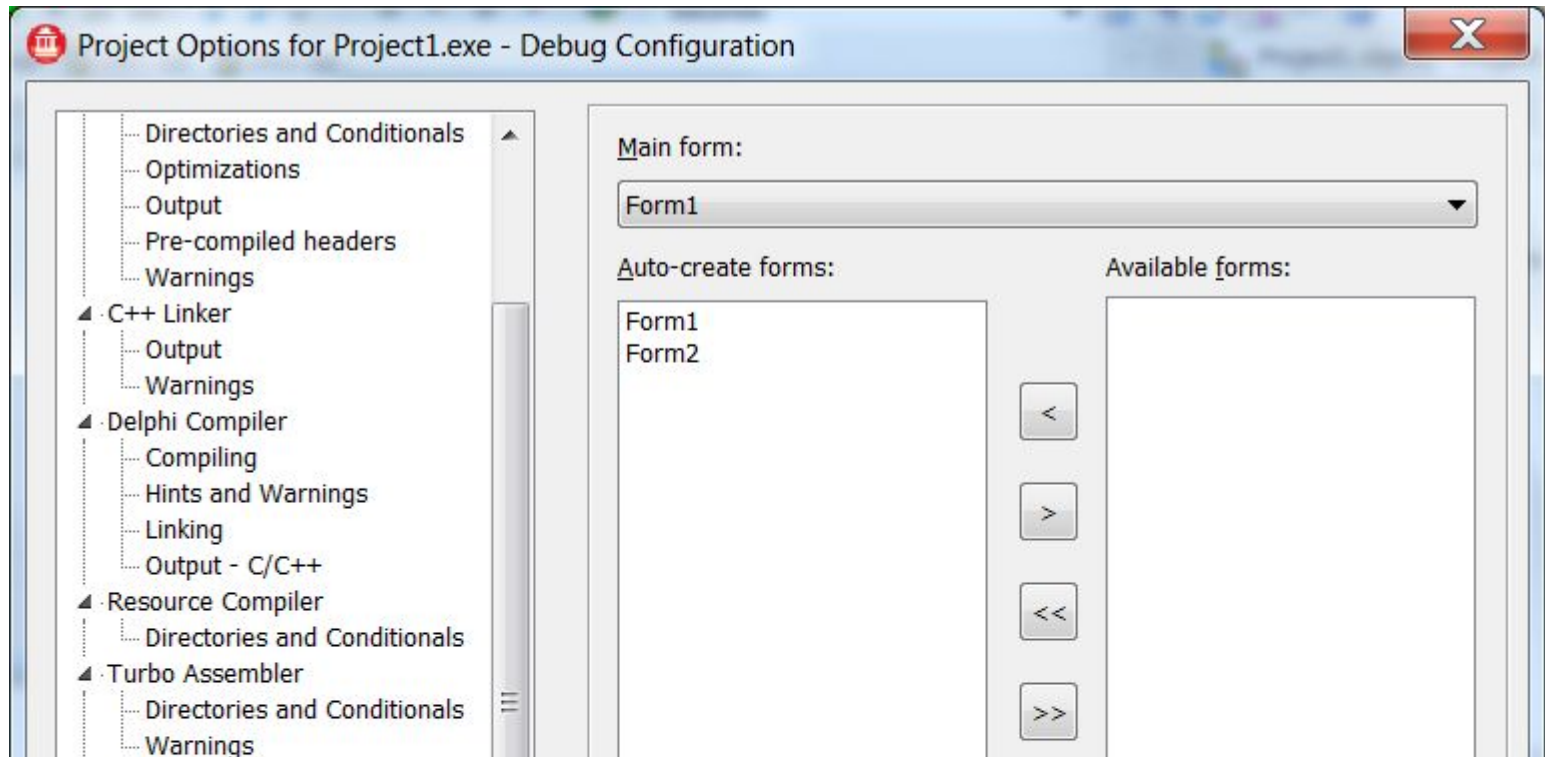 Project Options for Project1.exe - Debug Configuration
Directories and Conditionals
Optimizations
Output
Pre-compiled headers
Warnings
C++ Linker
Output
Warnings
Delphi Compiler
Compiling
Hints and Warnings
Linking
Output - C/C++
Resource Compiler
Directories and Conditionals
Turbo Assembler
Directories and Conditionals
Warnings
Main form:
Form1
Auto-create forms:
Form1
Form2
<
>
<<
>>
Available forms: